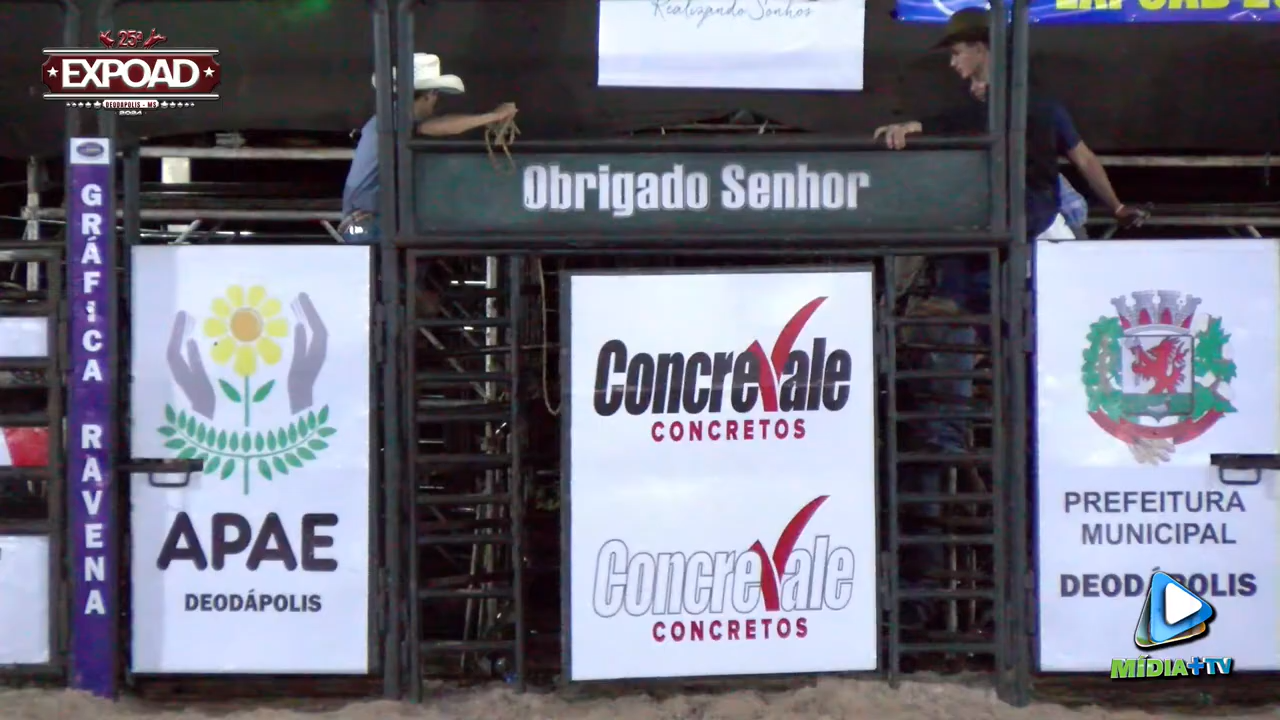 Realizando Sonhos
EXPOAD
25ª
EXPOAD
DEODÁPOLIS - MS
2024
Obrigado Senhor
GRÁFICA RAVENA
APAE
DEODÁPOLIS
CONCREVALE
CONCRETOS
CONCREVALE
CONCRETOS
PREFEITURA
MUNICIPAL
DEODÁPOLIS
MÍDIA+TV